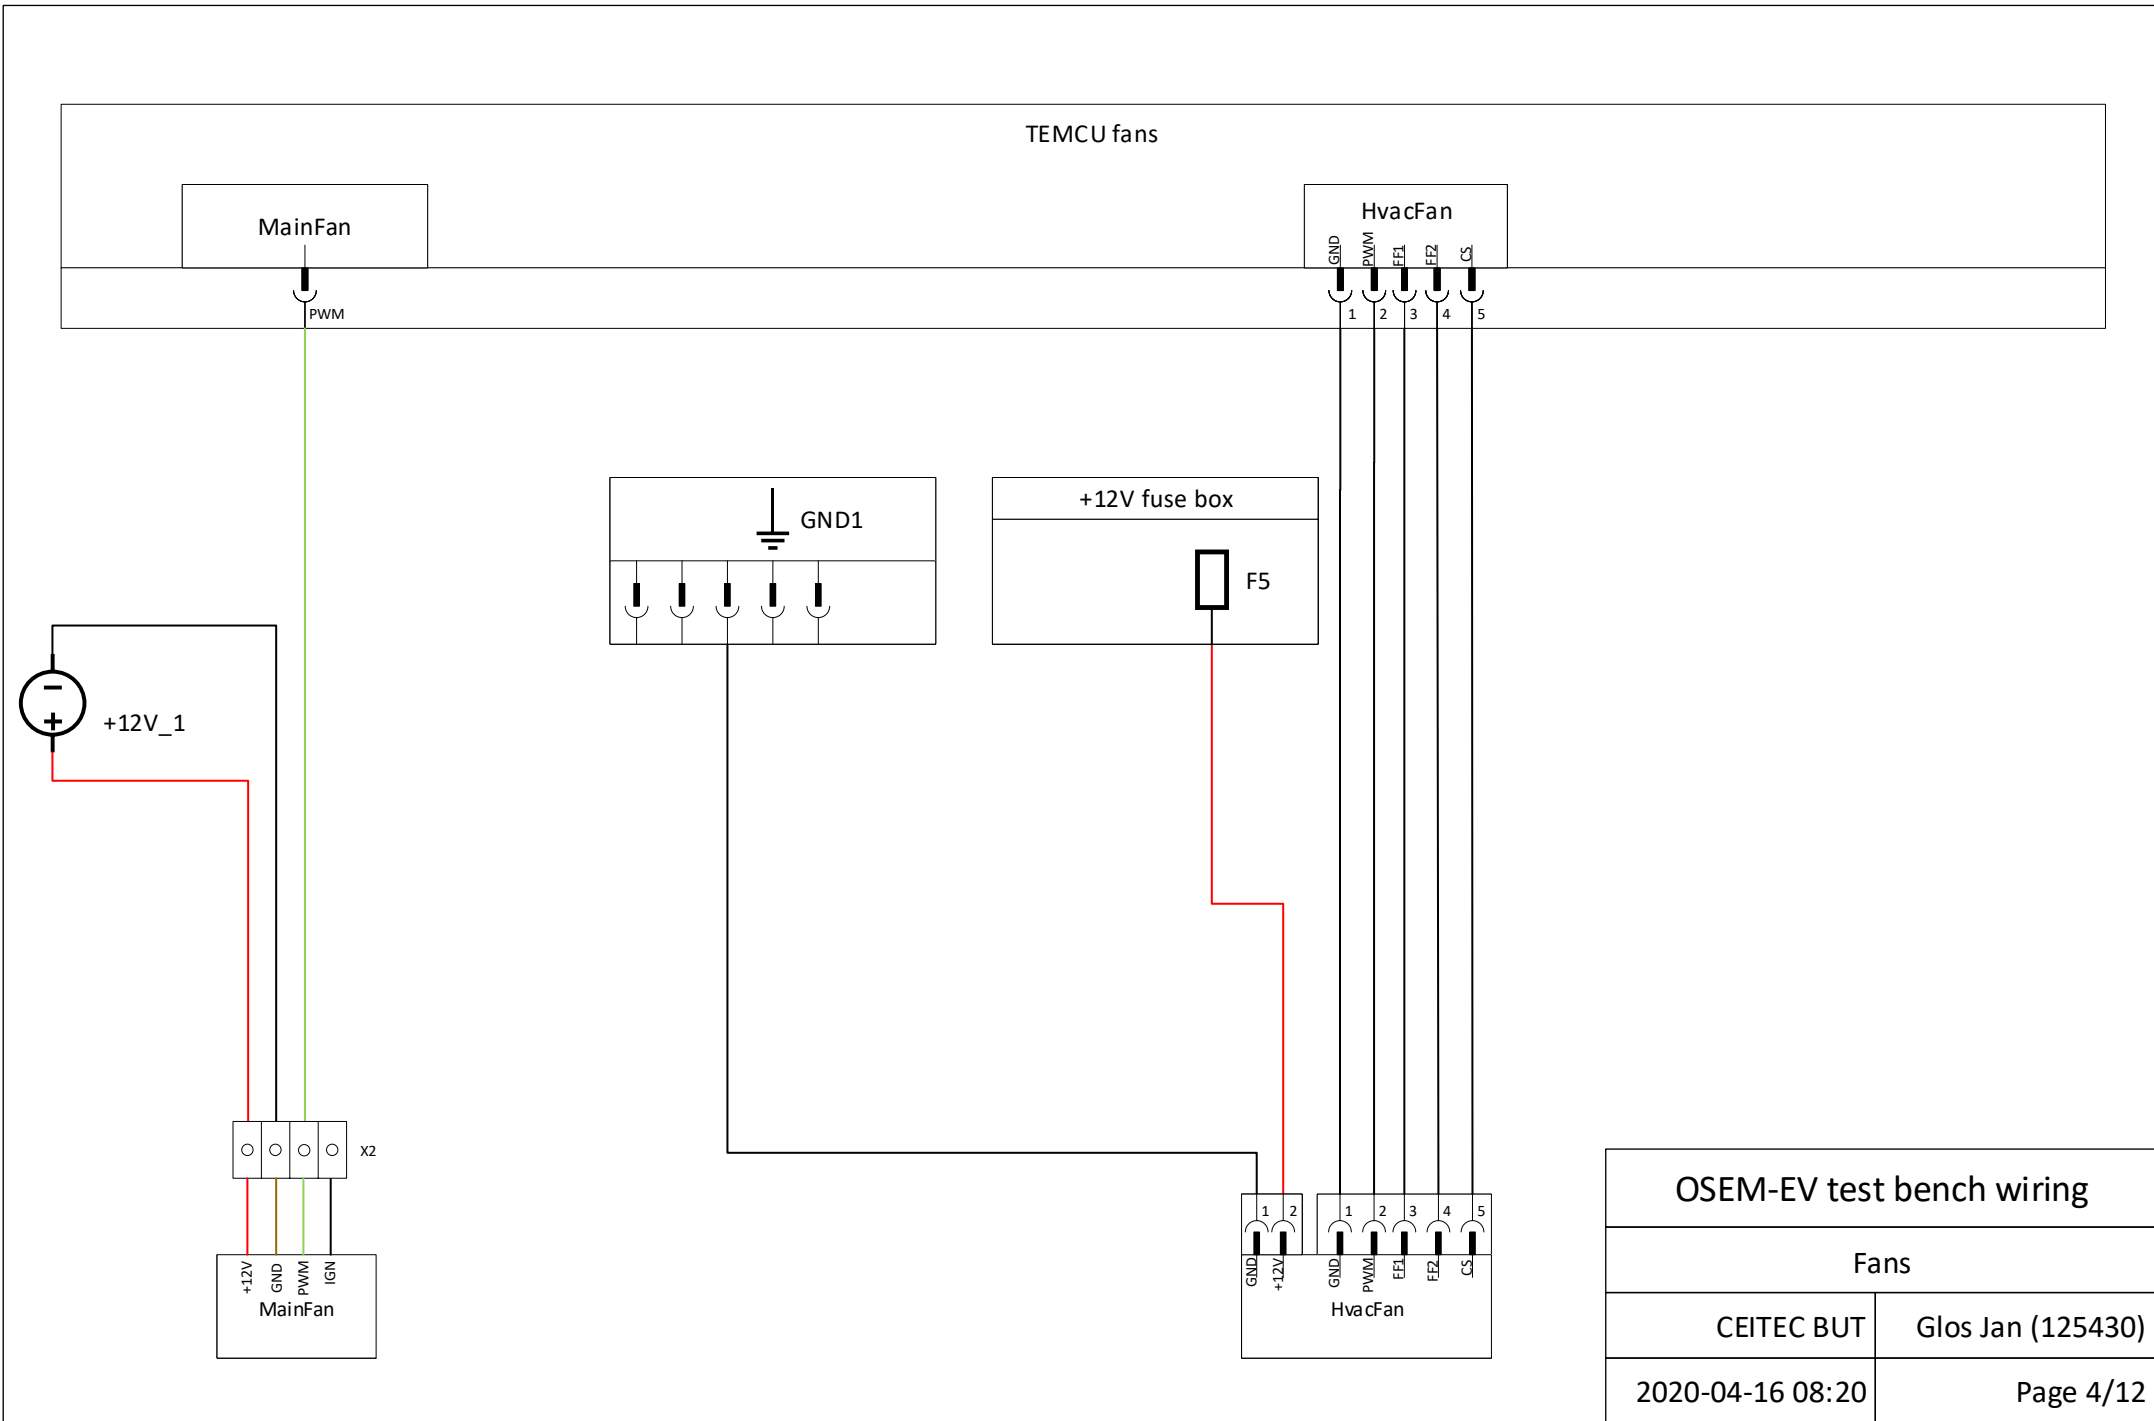 TEMCU fans
MainFan
HvacFan
GND
PWM
FF1
FF2
CS
PWM
1 2 3 4 5
GND1
+12V fuse box
F5
+12V_1
X2
+12V
GND
PWM
IGN
MainFan
1 2
1 2 3 4 5
GND
+12V
GND
PWM
FF1
FF2
CS
HvacFan
OSEM-EV test bench wiring
Fans
CEITEC BUT
Glos Jan (125430)
2020-04-16 08:20
Page 4/12